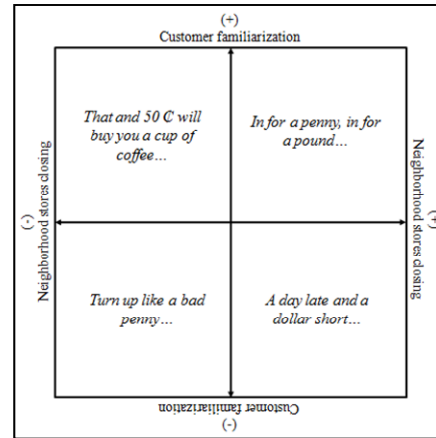 (+)
Customer familiarization
That and 50 ₵ will
buy you a cup of
coffee…
In for a penny, in for
a pound…
Neighborhood stores closing
(-)
Neighborhood stores closing
(+)
Turn up like a bad
penny…
A day late and a
dollar short…
Customer familiarization
(-)